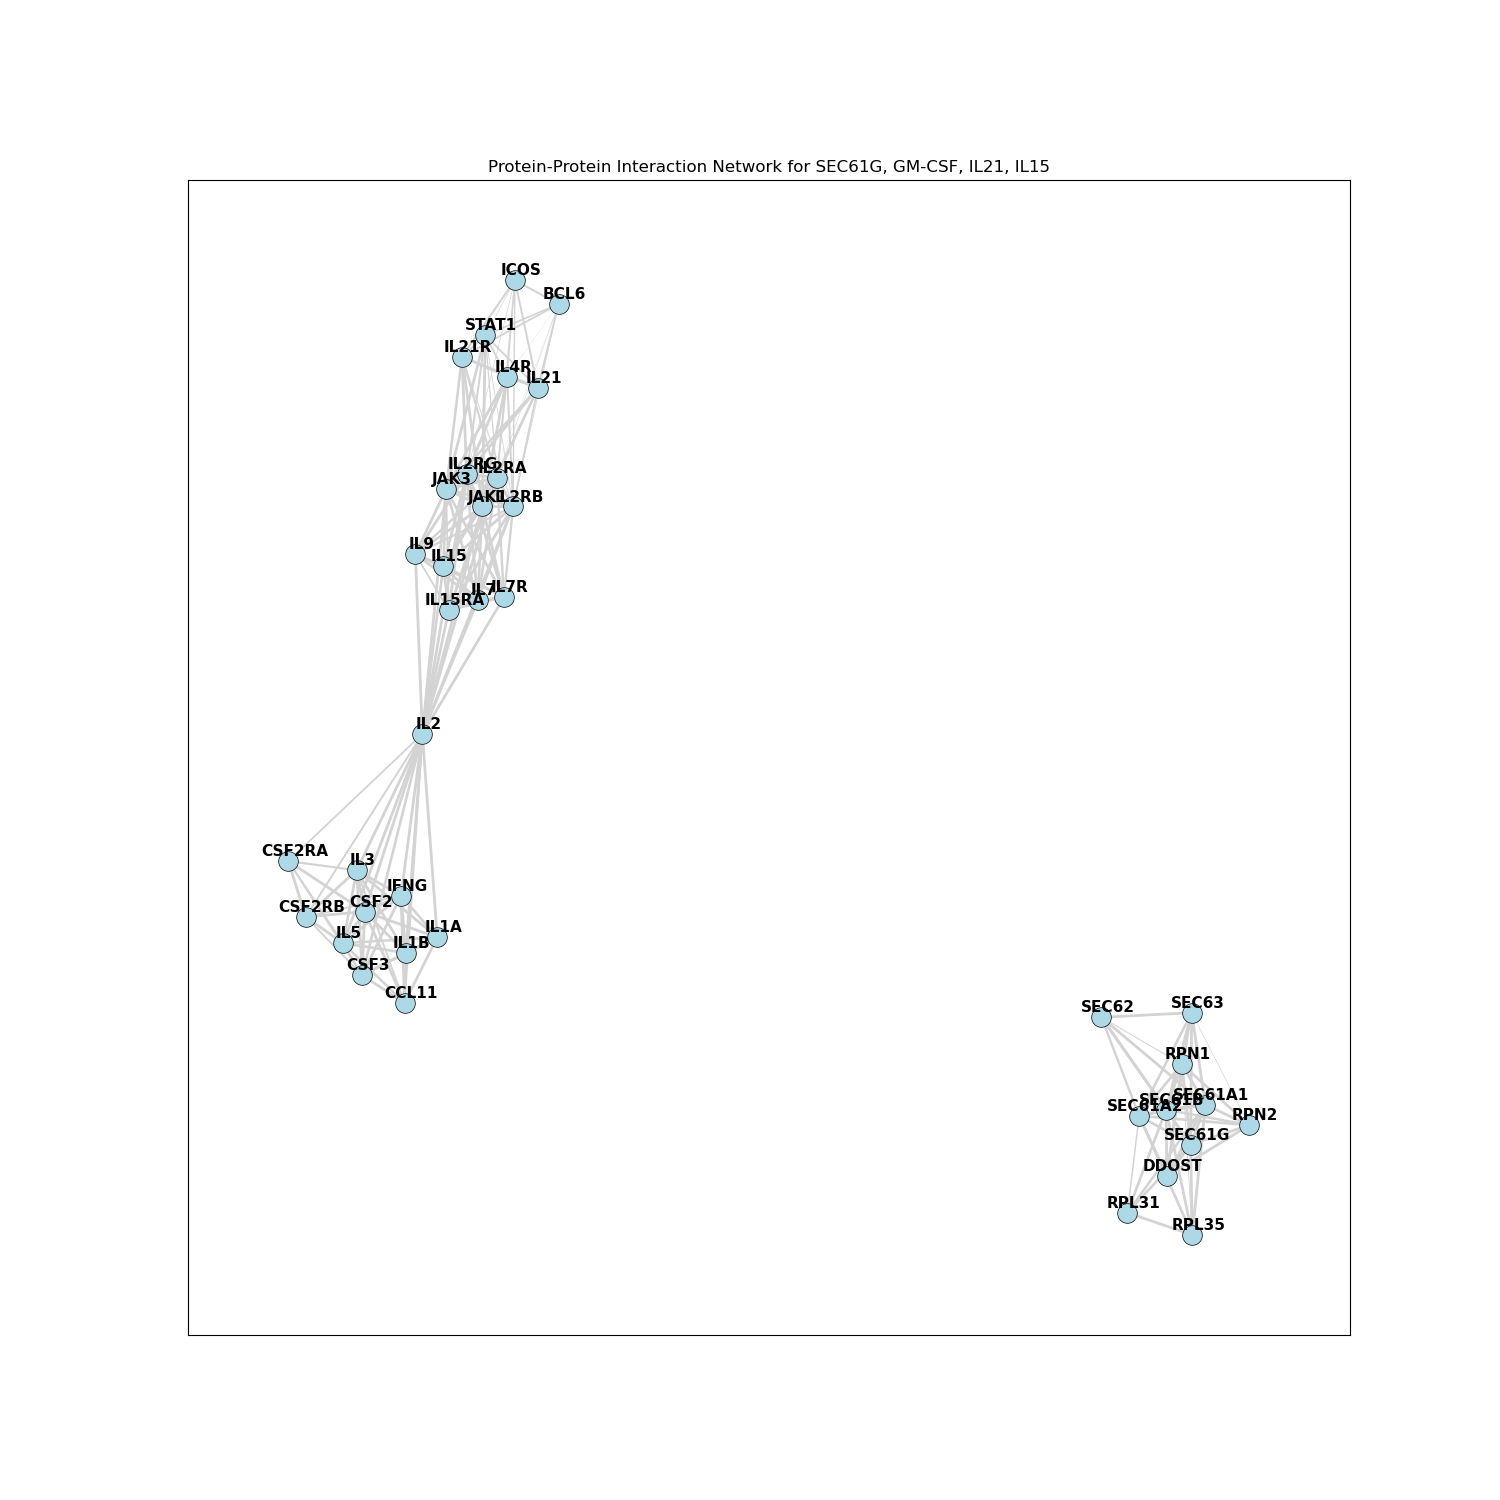 Protein-Protein Interaction Network for SEC61G, GM-CSF, IL21, IL15
ICOS
BCL6
STAT1
IL21R
IL4R
IL21
IL2RG
IL2RA
JAK3
JAK1
IL2RB
IL9
IL15
IL7
IL7R
IL15RA
IL2
CSF2RA
IL3
IFNG
CSF2
CSF2RB
IL1A
IL5
IL1B
CSF3
CCL11
SEC62
SEC63
RPN1
SEC61A1
SEC61B
SEC61A2
RPN2
SEC61G
DDOST
RPL31
RPL35